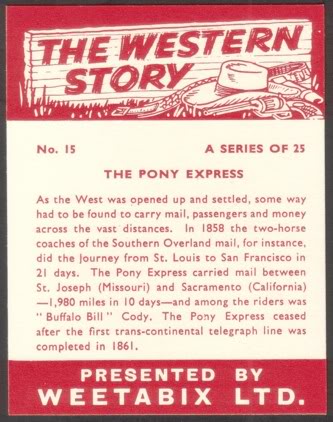 THE WESTERN
STORY
No. 15 A SERIES OF 25
THE PONY EXPRESS
As the West was opened up and settled, some way
had to be found to carry mail, passengers and money
across the vast distances. In 1858 the two-horse
coaches of the Southern Overland mail, for instance,
did the Journey from St. Louis to San Francisco in
21 days. The Pony Express carried mail between
St. Joseph (Missouri) and Sacramento (California)
—1,980 miles in 10 days—and among the riders was
"Buffalo Bill" Cody. The Pony Express ceased
after the first trans-continental telegraph line was
completed in 1861.
PRESENTED BY
WEETABIX LTD.